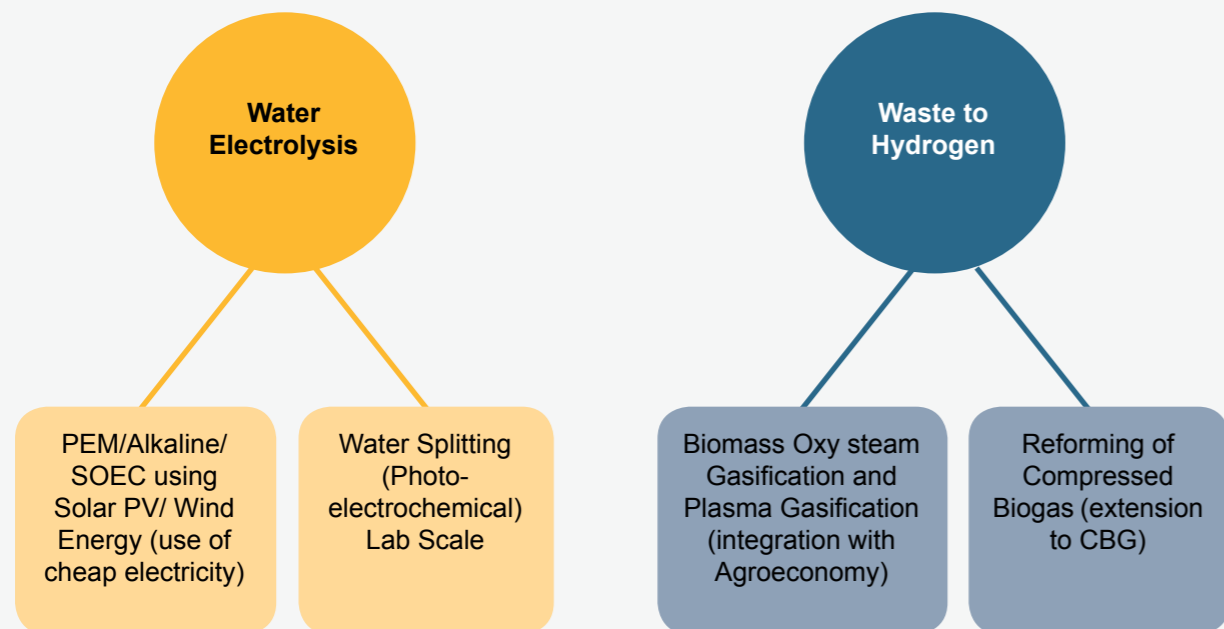 Water
Electrolysis
Waste to
Hydrogen
PEM/Alkaline/
SOEC using
Solar PV/ Wind
Energy (use of
cheap electricity)
Water Splitting
(Photo-
electrochemical)
Lab Scale
Biomass Oxy steam
Gasification and
Plasma Gasification
(integration with
Agroeconomy)
Reforming of
Compressed
Biogas (extension
to CBG)